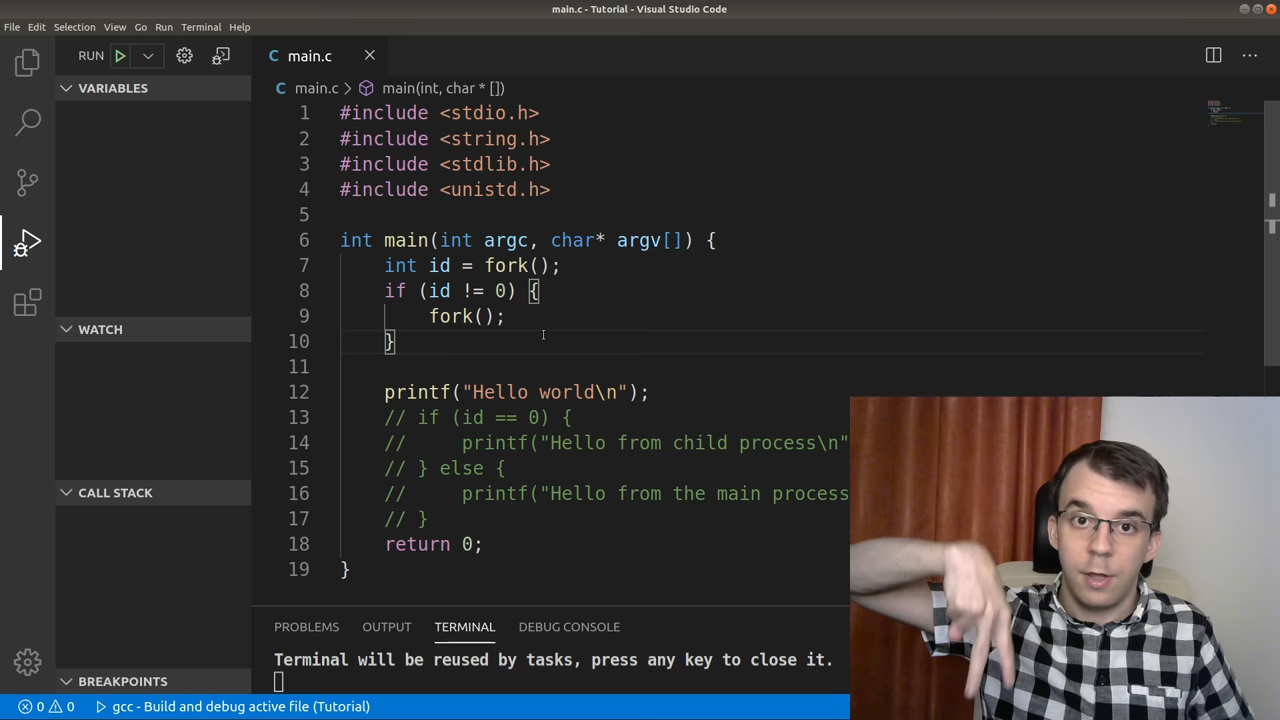 main.c - Tutorial - Visual Studio Code
File Edit Selection View Go Run Terminal Help
RUN
main.c
VARIABLES
main.c > main(int, char * [])
1 #include <stdio.h>
2 #include <string.h>
3 #include <stdlib.h>
4 #include <unistd.h>
5
6 int main(int argc, char* argv[]) {
7 int id = fork();
8 if (id != 0) {
9 fork();
10 }
11
12 printf("Hello world\n");
13 // if (id == 0) {
14 // printf("Hello from child process\n"
15 // } else {
16 // printf("Hello from the main process
17 // }
18 return 0;
19 }
WATCH
CALL STACK
BREAKPOINTS
PROBLEMS OUTPUT TERMINAL DEBUG CONSOLE
Terminal will be reused by tasks, press any key to close it.
0 0 gcc - Build and debug active file (Tutorial)